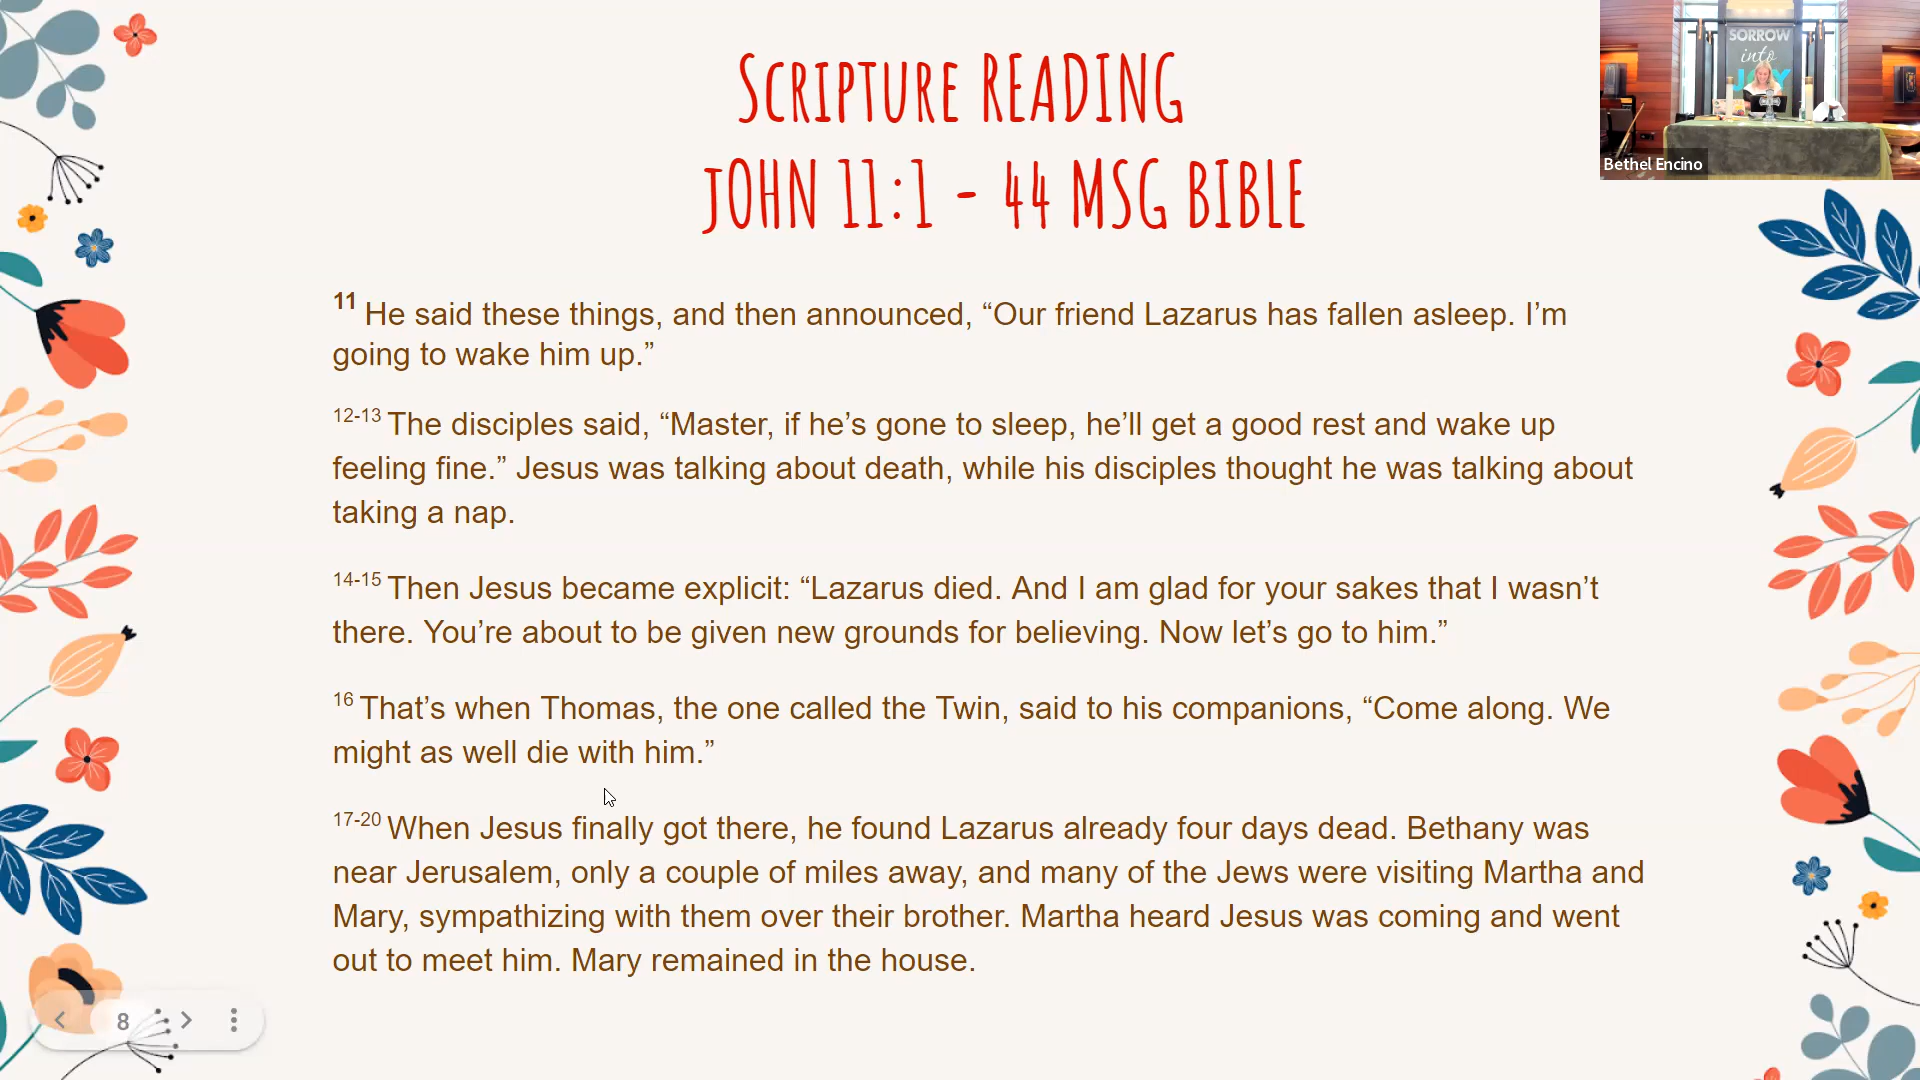 Scripture READING
JOHN 11:1 - 44 MSG BIBLE
SORROW
into
JOY
Bethel Encino
11 He said these things, and then announced, “Our friend Lazarus has fallen asleep. I’m
going to wake him up.”
12-13 The disciples said, “Master, if he’s gone to sleep, he’ll get a good rest and wake up
feeling fine.” Jesus was talking about death, while his disciples thought he was talking about
taking a nap.
14-15 Then Jesus became explicit: “Lazarus died. And I am glad for your sakes that I wasn’t
there. You’re about to be given new grounds for believing. Now let’s go to him.”
16 That’s when Thomas, the one called the Twin, said to his companions, “Come along. We
might as well die with him.”
17-20 When Jesus finally got there, he found Lazarus already four days dead. Bethany was
near Jerusalem, only a couple of miles away, and many of the Jews were visiting Martha and
Mary, sympathizing with them over their brother. Martha heard Jesus was coming and went
out to meet him. Mary remained in the house.
8